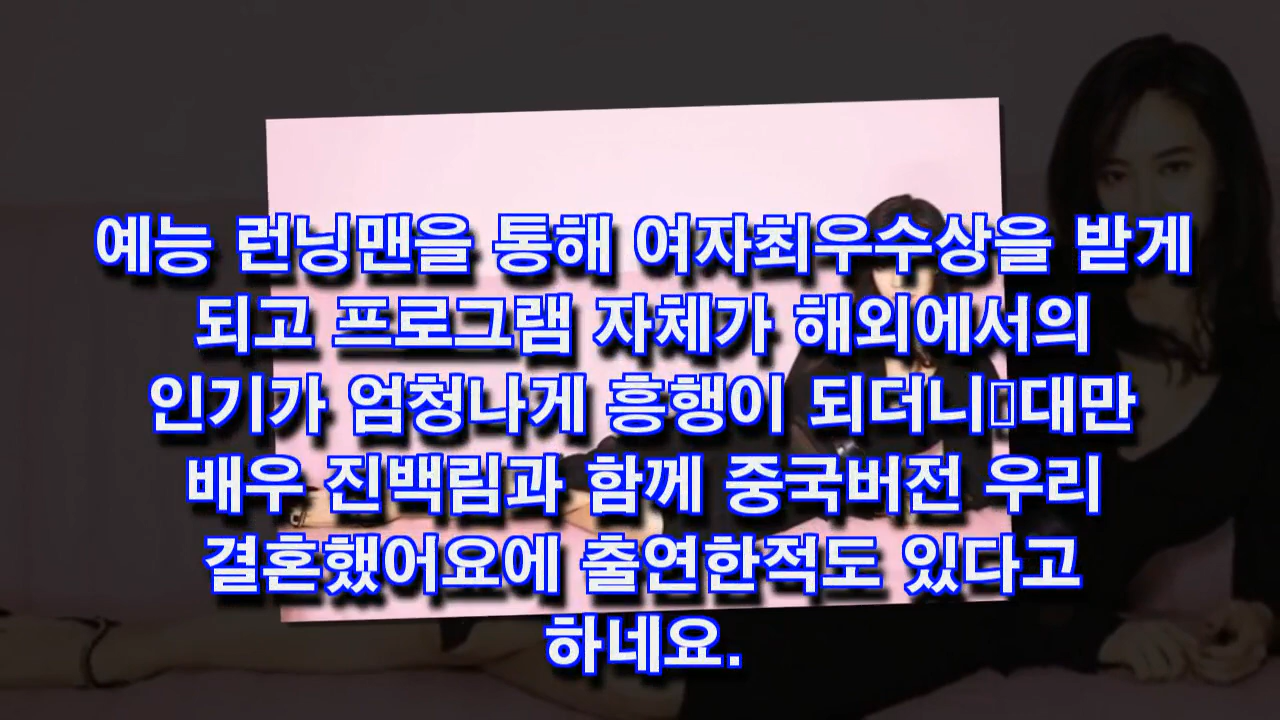 예능 런닝맨을 통해 여자최우수상을 받게
되고 프로그램 자체가 해외에서의
인기가 엄청나게 흥행이 되더니 대만
배우 진백림과 함께 중국버전 우리
결혼했어요에 출연한적도 있다고
하네요.